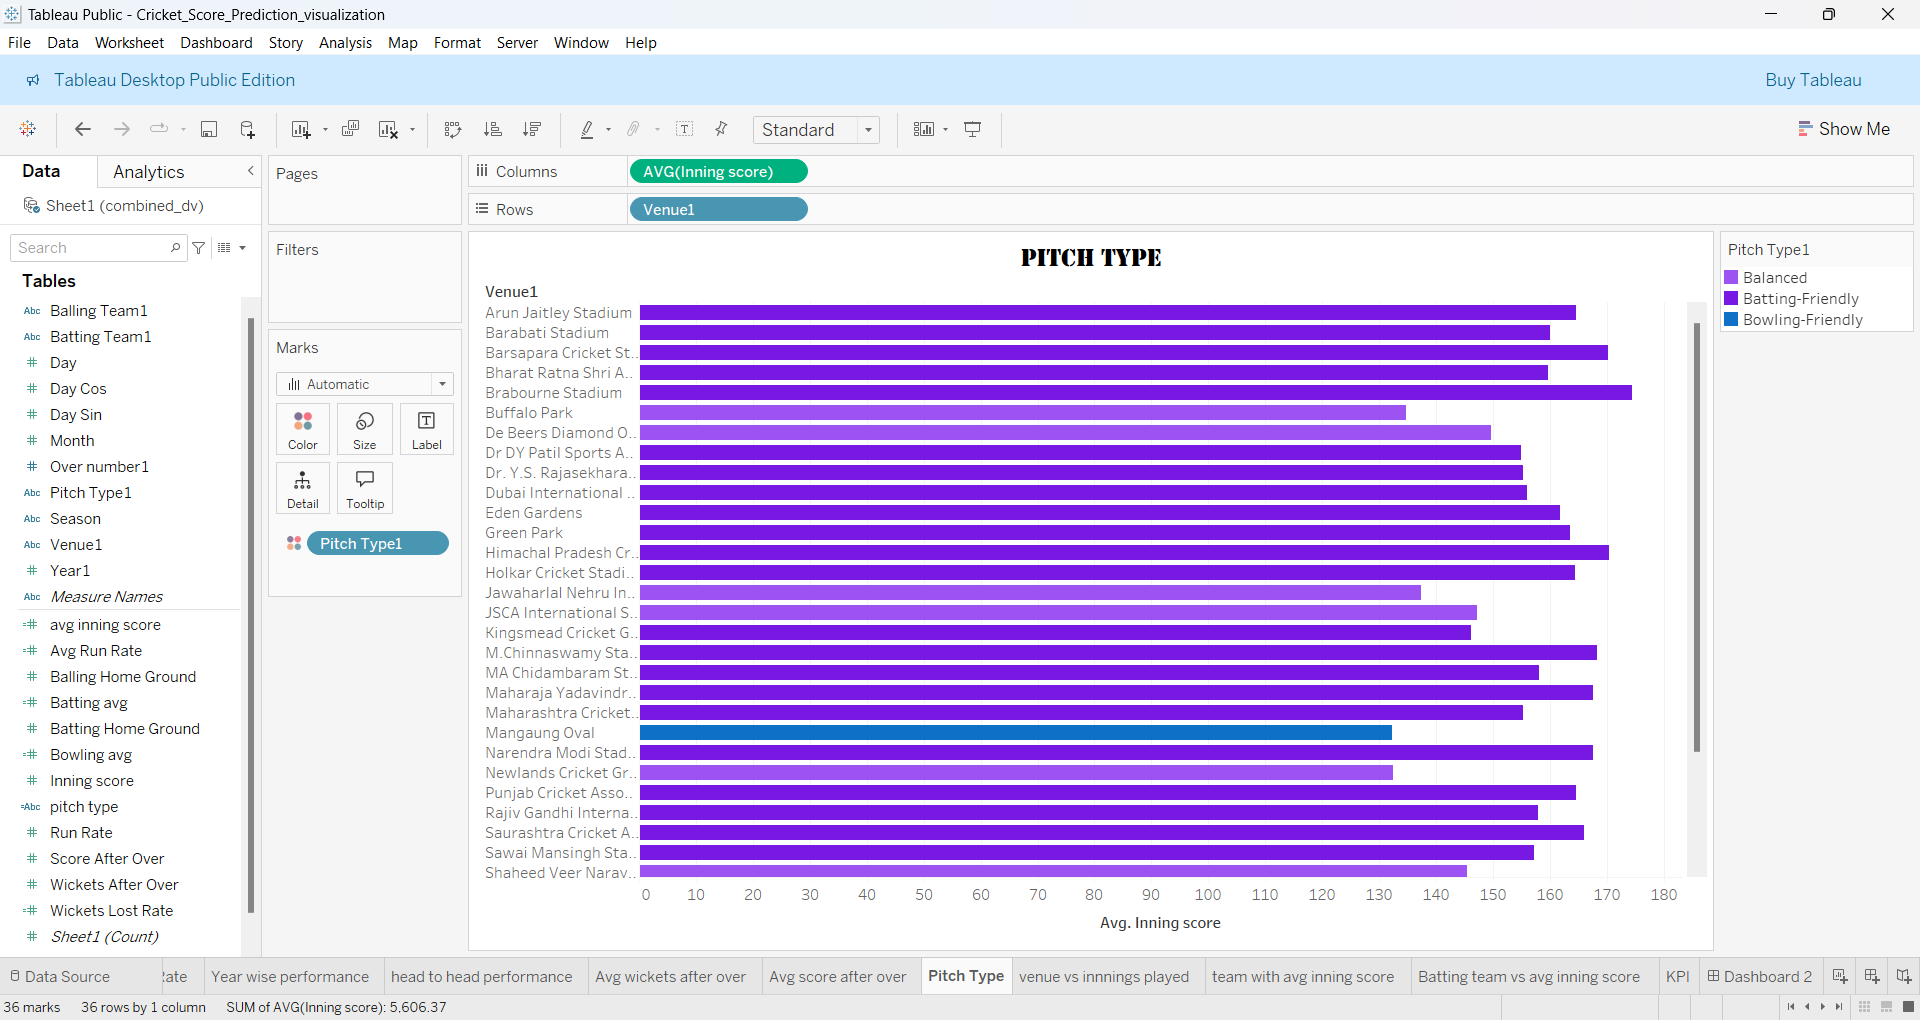 Tableau Public - Cricket_Score_Prediction_visualization
File Data Worksheet Dashboard Story Analysis Map Format Server Window Help
Tableau Desktop Public Edition
Buy Tableau
Standard
Show Me
Data
Analytics
Sheet1 (combined_dv)
Search
Tables
Abc Balling Team1
Abc Batting Team1
# Day
# Day Cos
# Day Sin
# Month
# Over number1
Abc Pitch Type1
Abc Season
Abc Venue1
# Year1
Abc Measure Names
=# avg inning score
=# Avg Run Rate
# Balling Home Ground
=# Batting avg
# Batting Home Ground
=# Bowling avg
# Inning score
=Abc pitch type
# Run Rate
# Score After Over
# Wickets After Over
=# Wickets Lost Rate
# Sheet1 (Count)
Pages
Filters
Marks
Automatic
Color
Size
Label
Detail
Tooltip
Pitch Type1
Columns
AVG(Inning score)
Rows
Venue1
PITCH TYPE
Venue1
Arun Jaitley Stadium
Barabati Stadium
Barsapara Cricket St..
Bharat Ratna Shri A..
Brabourne Stadium
Buffalo Park
De Beers Diamond O..
Dr DY Patil Sports A..
Dr. Y.S. Rajasekhara..
Dubai International ..
Eden Gardens
Green Park
Himachal Pradesh Cr..
Holkar Cricket Stadi..
Jawaharlal Nehru In..
JSCA International S..
Kingsmead Cricket G..
M.Chinnaswamy Sta..
MA Chidambaram St..
Maharaja Yadavindr..
Maharashtra Cricket..
Mangaung Oval
Narendra Modi Stad..
Newlands Cricket Gr..
Punjab Cricket Asso..
Rajiv Gandhi Interna..
Saurashtra Cricket A..
Sawai Mansingh Sta..
Shaheed Veer Narav..
0 10 20 30 40 50 60 70 80 90 100 110 120 130 140 150 160 170 180
Avg. Inning score
Pitch Type1
Balanced
Batting-Friendly
Bowling-Friendly
Data Source
ate
Year wise performance
head to head performance
Avg wickets after over
Avg score after over
Pitch Type
venue vs innnings played
team with avg inning score
Batting team vs avg inning score
KPI
Dashboard 2
36 marks 36 rows by 1 column SUM of AVG(Inning score): 5,606.37